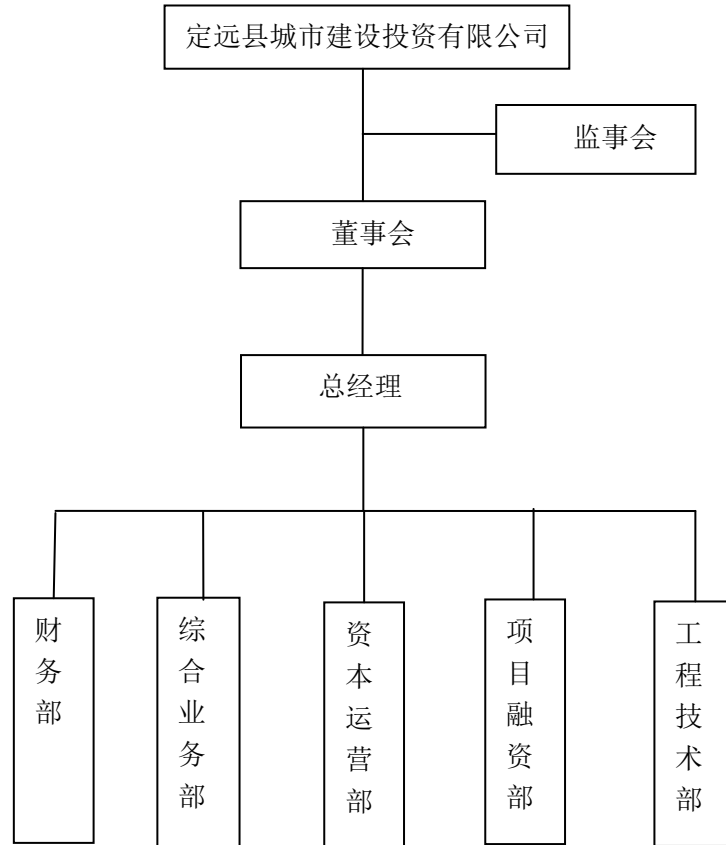 定远县城市建设投资有限公司
监事会
董事会
总经理
财务部
综合业务部
资本运营部
项目融资部
工程技术部